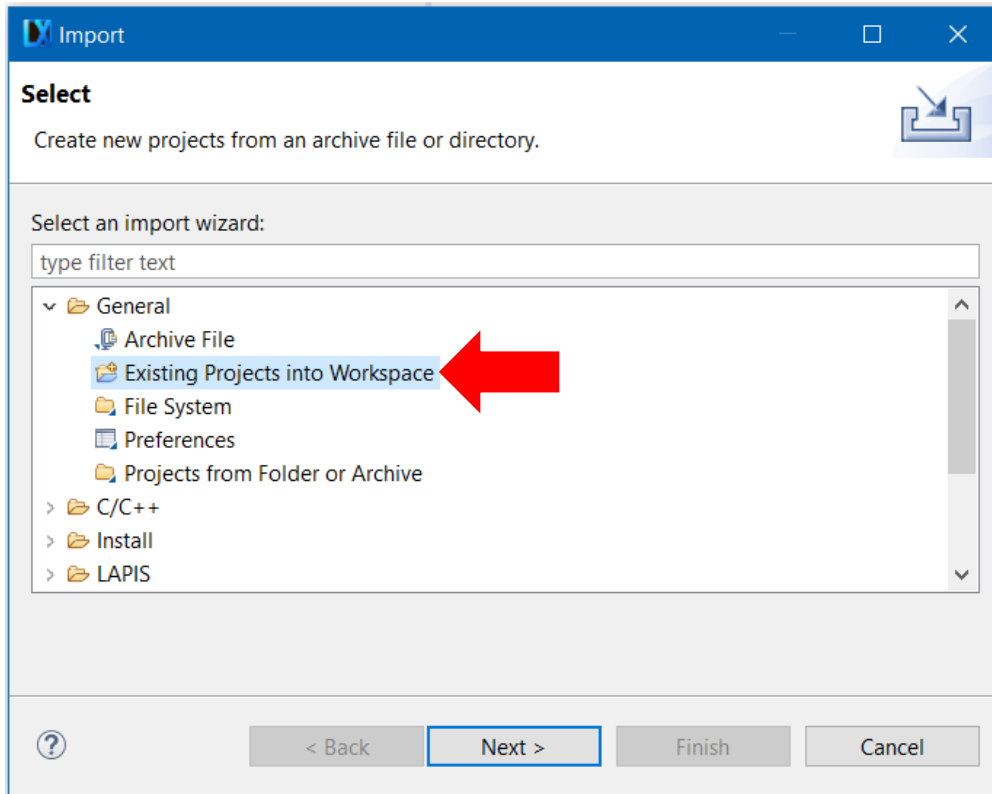 Import
Select
Create new projects from an archive file or directory.
Select an import wizard:
type filter text
General
Archive File
Existing Projects into Workspace
File System
Preferences
Projects from Folder or Archive
C/C++
Install
LAPIS
< Back Next > Finish Cancel